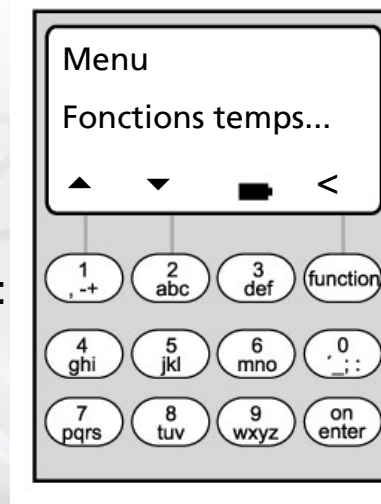 Menu
Fonctions temps...
<
:
1 2 3 function
, -+ abc def
4 5 6 0
ghi jkl mno ´_; :
7 8 9 on
pqrs tuv wxyz enter